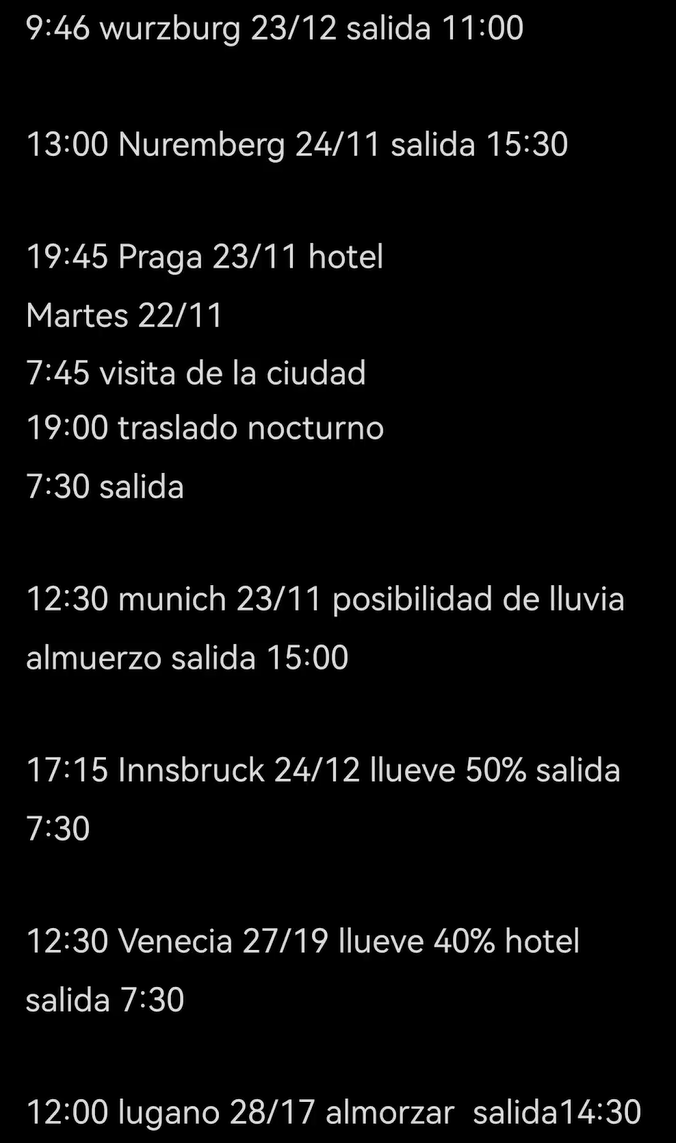 9:46 wurzburg 23/12 salida 11:00
13:00 Nuremberg 24/11 salida 15:30
19:45 Praga 23/11 hotel
Martes 22/11
7:45 visita de la ciudad
19:00 traslado nocturno
7:30 salida
12:30 munich 23/11 posibilidad de lluvia
almuerzo salida 15:00
17:15 Innsbruck 24/12 llueve 50% salida
7:30
12:30 Venecia 27/19 llueve 40% hotel
salida 7:30
12:00 lugano 28/17 almorzar  salida14:30